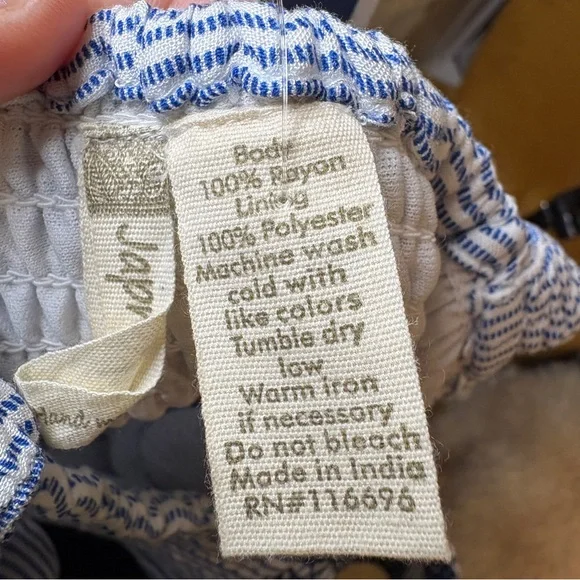 Body
100% Rayon
Lining
100% Polyester
Machine wash
cold with
like colors
Tumble dry
low
Warm iron
if necessary
Do not bleach
Made in India
RN#116696
Hand